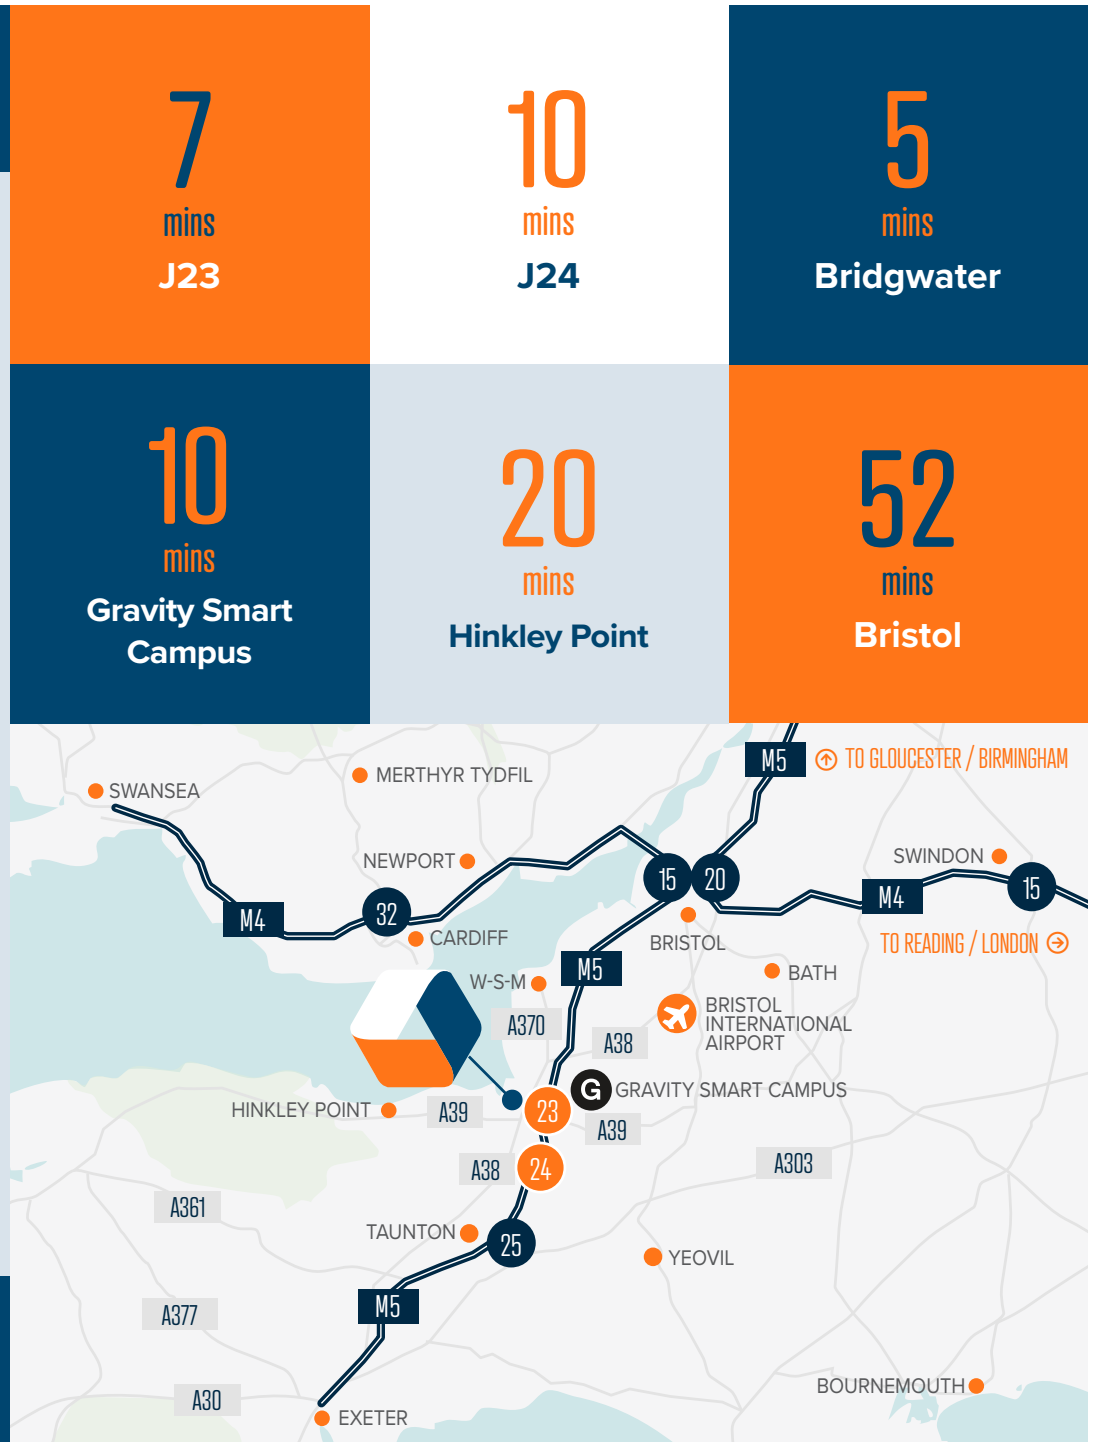 7
mins
J23
10
mins
J24
5
mins
Bridgwater
10
mins
Gravity Smart
Campus
20
mins
Hinkley Point
52
mins
Bristol
M5
TO GLOUCESTER / BIRMINGHAM
MERTHYR TYDFIL
SWANSEA
NEWPORT
SWINDON
15
20
15
M4
32
M4
CARDIFF
BRISTOL
TO READING / LONDON
M5
W-S-M
BATH
A370
A38
BRISTOL
INTERNATIONAL
AIRPORT
G
GRAVITY SMART CAMPUS
HINKLEY POINT
A39
23
A39
A38
24
A303
A361
TAUNTON
25
YEOVIL
M5
A377
A30
BOURNEMOUTH
EXETER